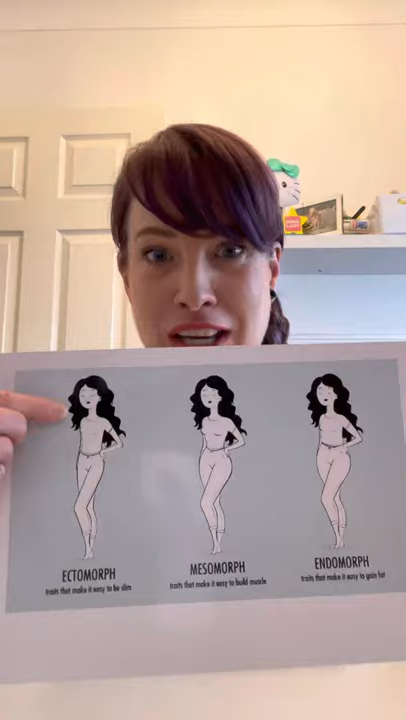 ECTOMORPH
traits that make it easy to be slim
MESOMORPH
traits that make it easy to build muscle
ENDOMORPH
traits that make it easy to gain fat